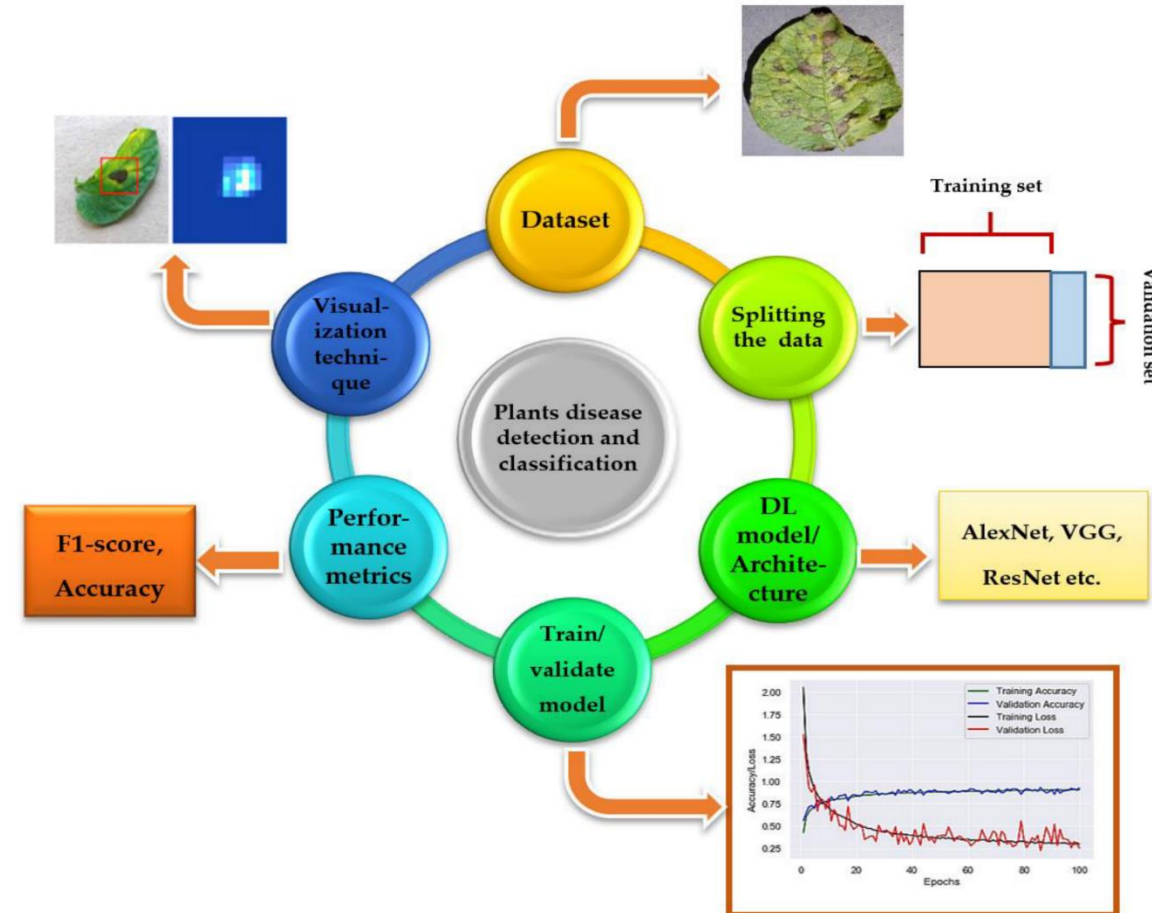 Dataset
Training set
Validation set
Splitting
the data
Visual-
ization
techni-
que
Plants disease
detection and
classification
DL
model/
Archite-
cture
AlexNet, VGG,
ResNet etc.
Perfor-
mance
metrics
F1-score,
Accuracy
Train/
validate
model
2.00
1.75
1.50
1.25
1.00
0.75
0.50
0.25
Accuracy/Loss
Training Accuracy
Validation Accuracy
Training Loss
Validation Loss
0
20
40
60
80
100
Epochs